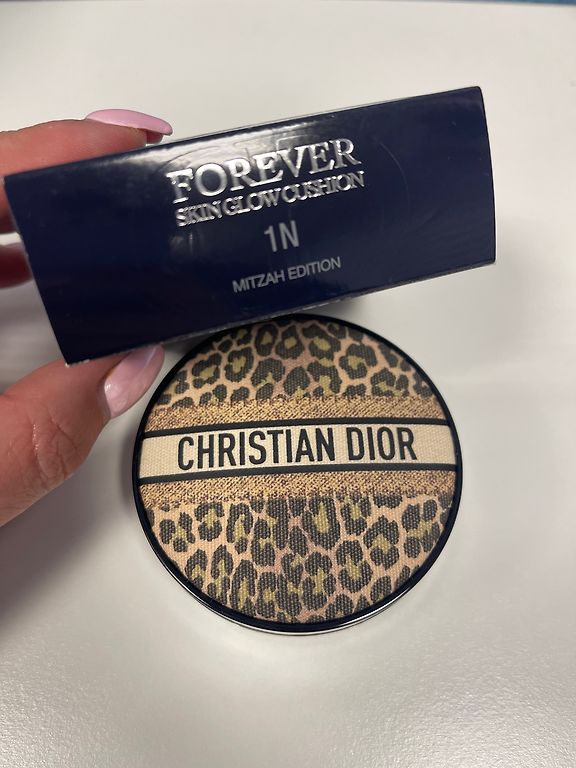 FOREVER
SKIN GLOW CUSHION
1N
MITZAH EDITION
CHRISTIAN DIOR